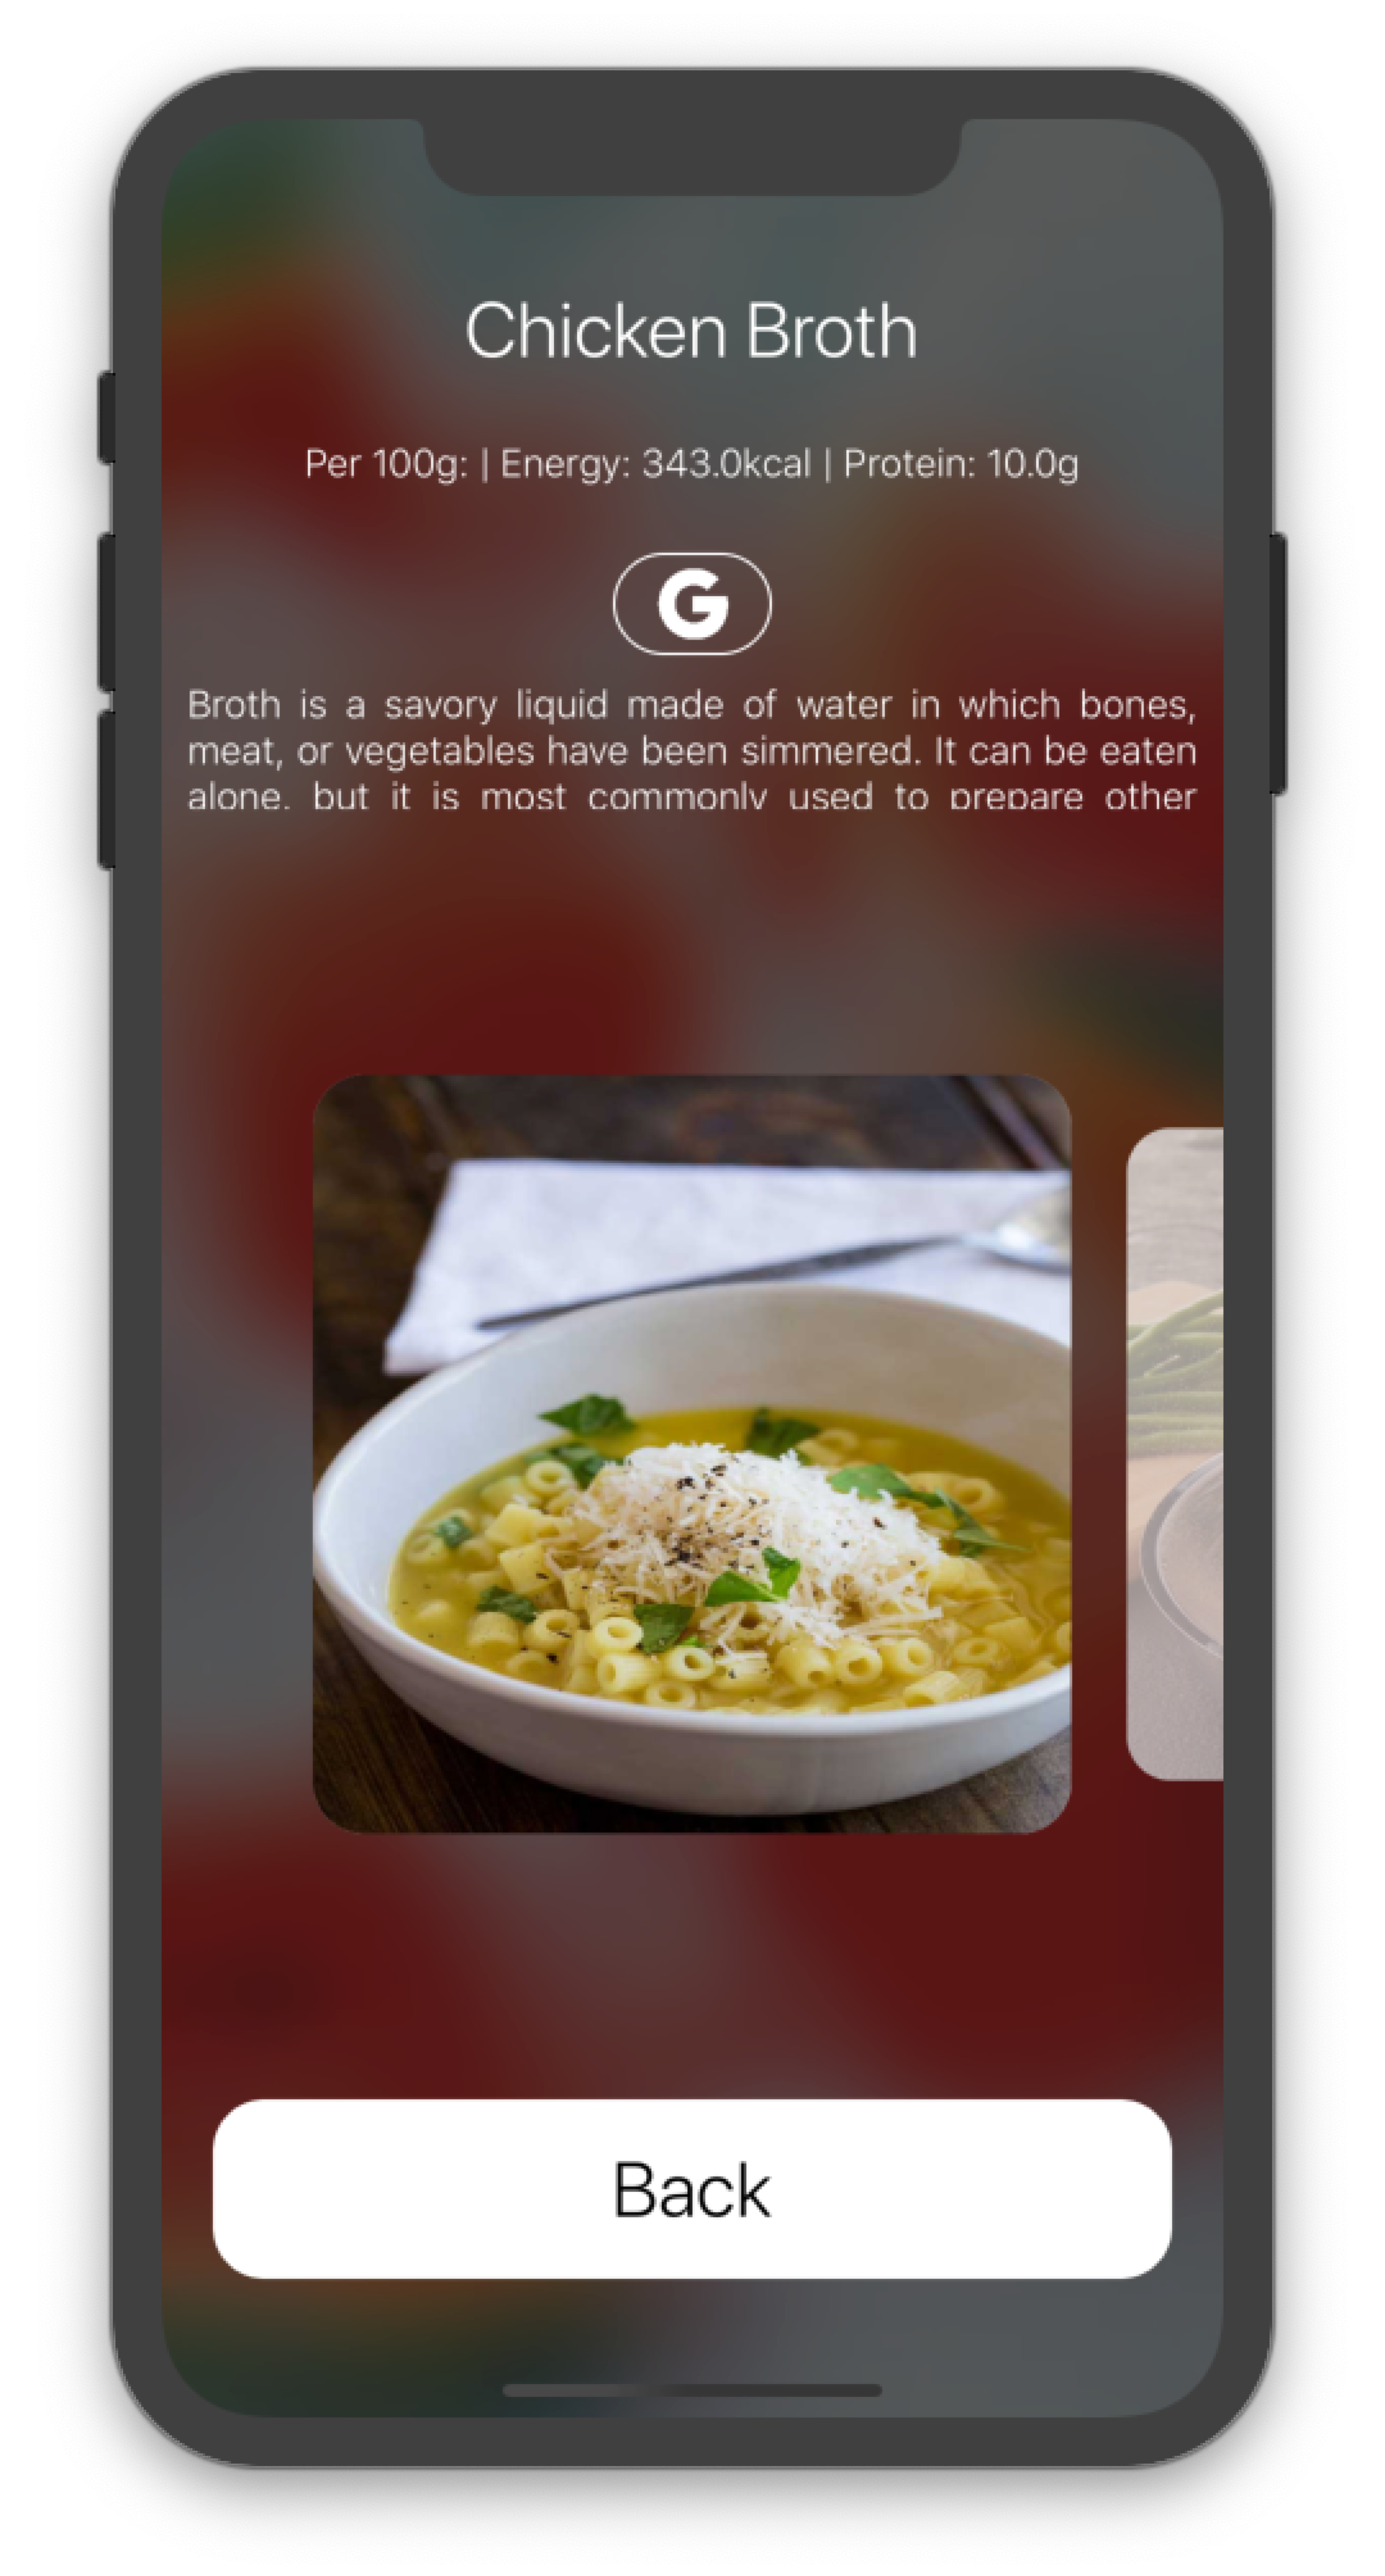 Chicken Broth
Per 100g: | Energy: 343.0kcal | Protein: 10.0g
G
Broth is a savory liquid made of water in which bones,
meat, or vegetables have been simmered. It can be eaten
alone, but it is most commonly used to prepare other
Back